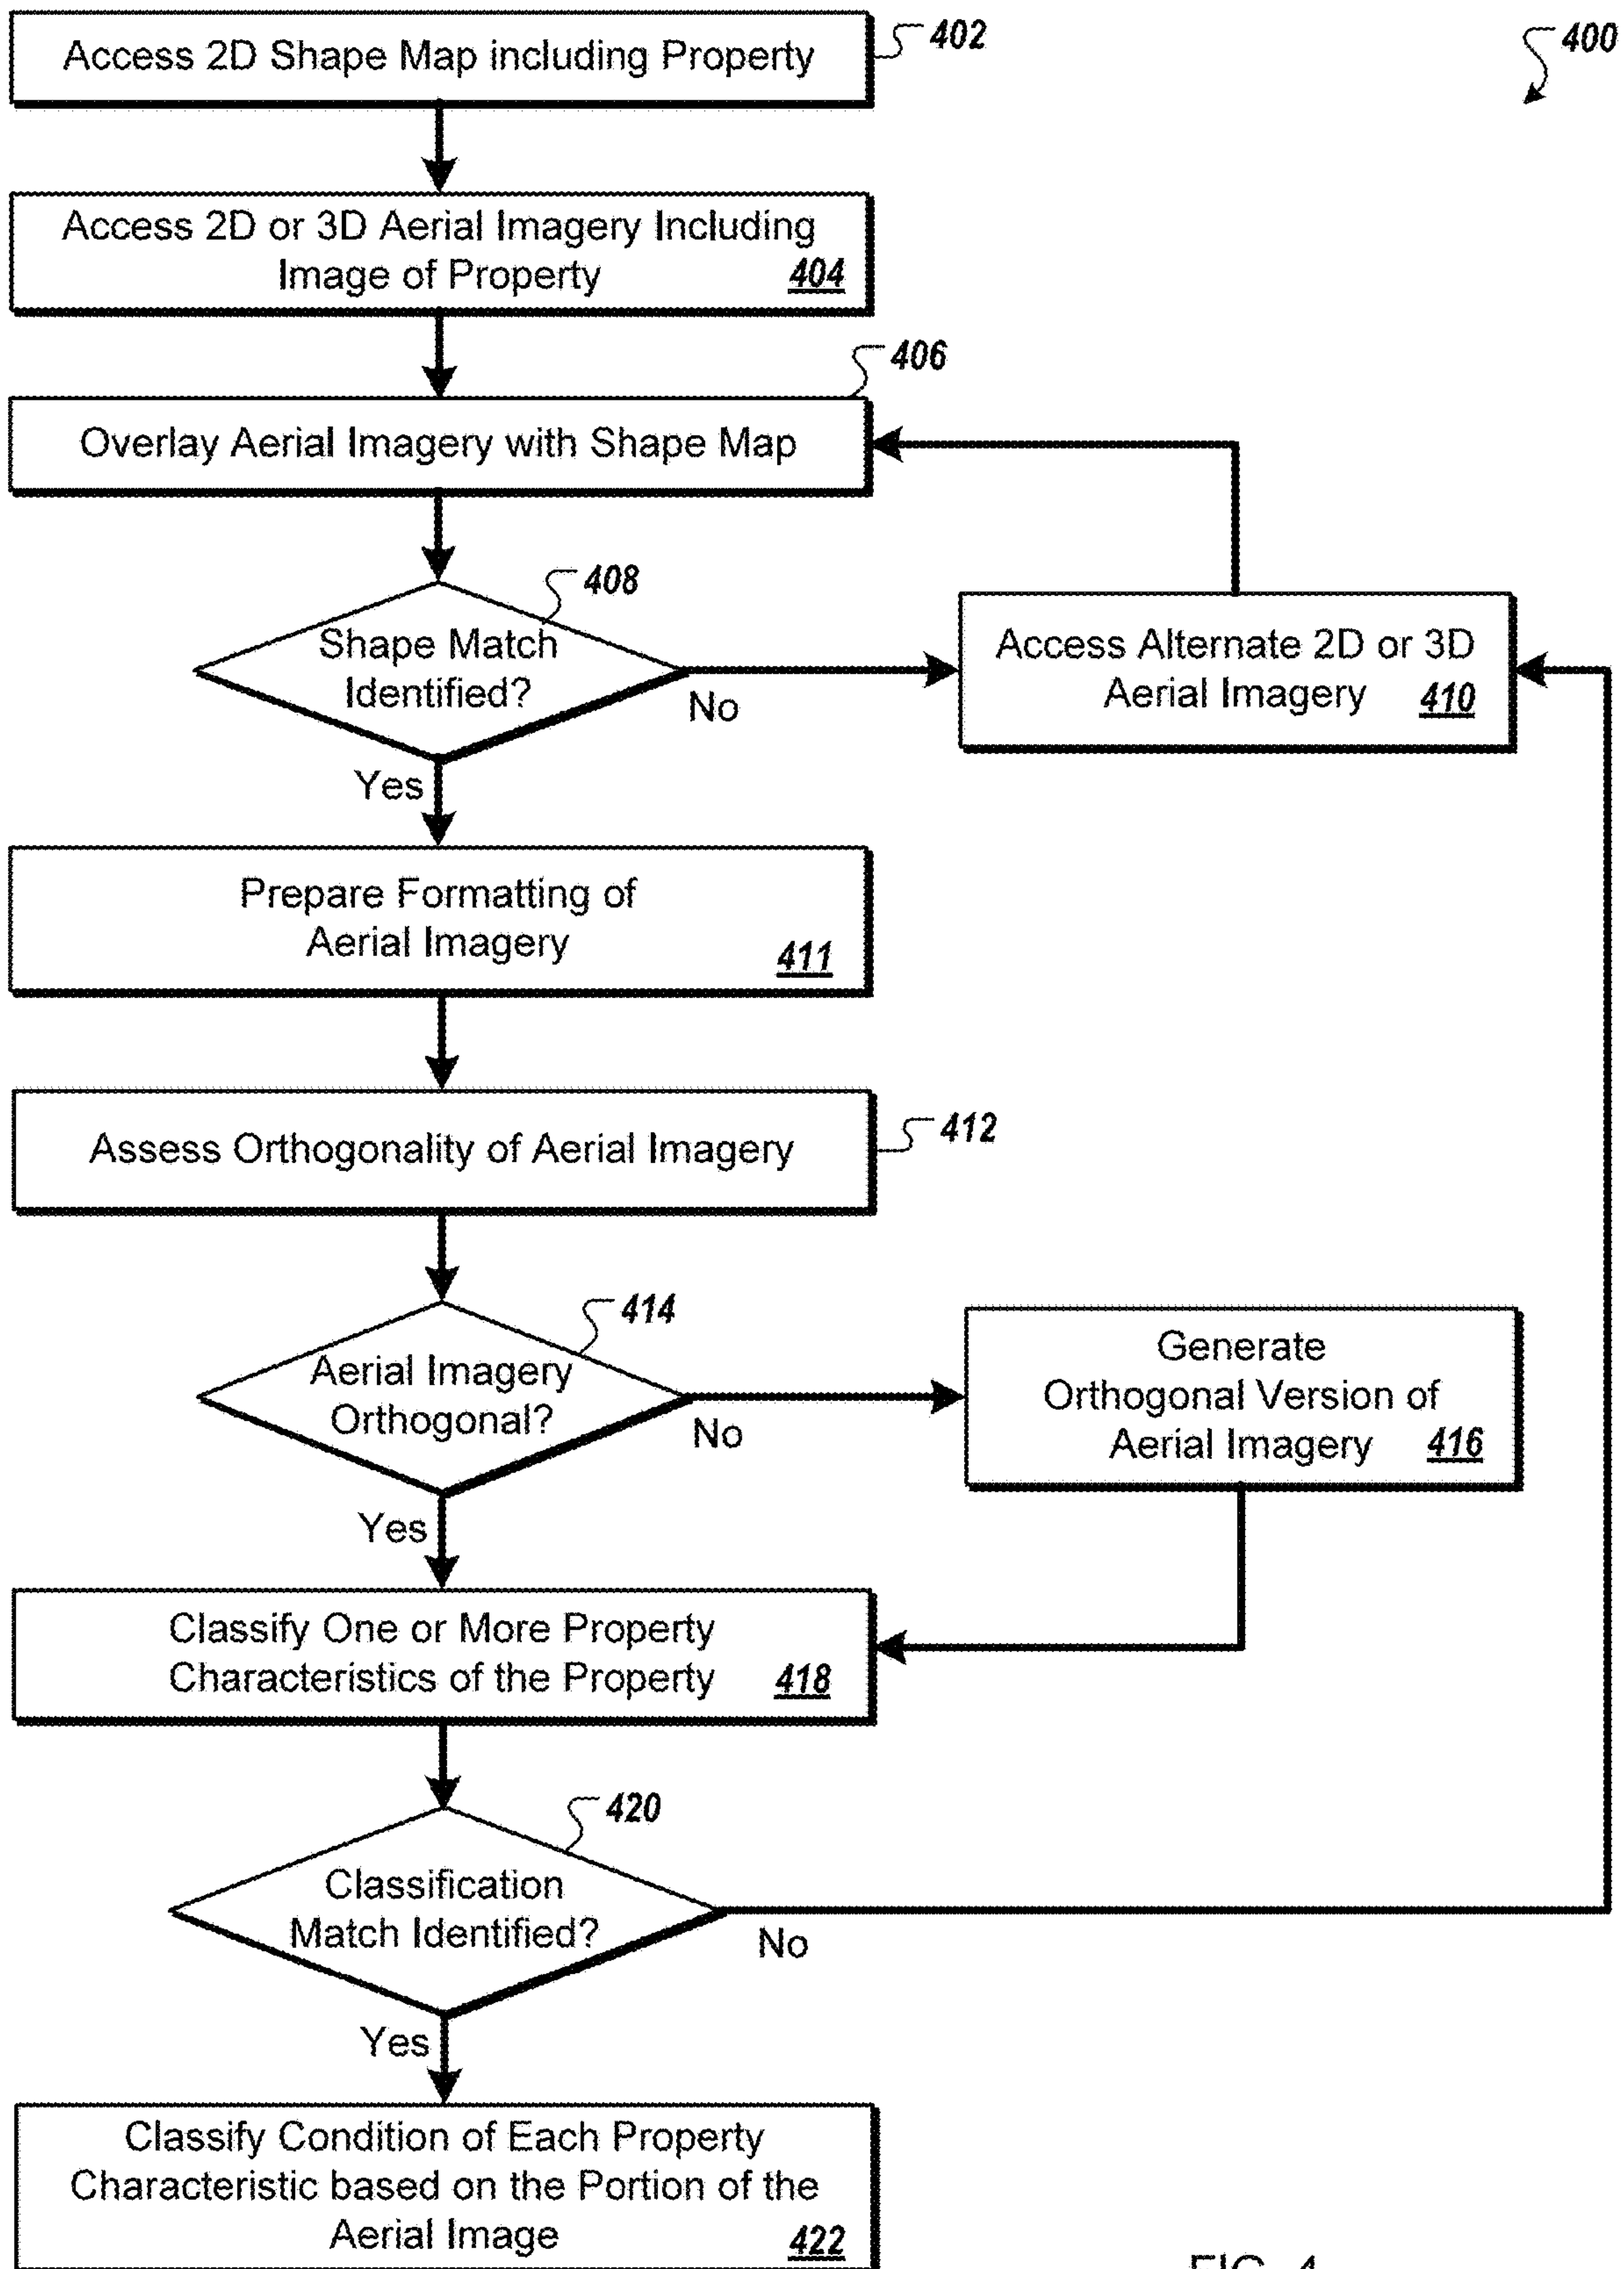 Access 2D Shape Map including Property
402
400
Access 2D or 3D Aerial Imagery Including
Image of Property
404
406
Overlay Aerial Imagery with Shape Map
408
Shape Match
Identified?
No
Access Alternate 2D or 3D
Aerial Imagery
410
Yes
Prepare Formatting of
Aerial Imagery
411
Assess Orthogonality of Aerial Imagery
412
414
Aerial Imagery
Orthogonal?
No
Generate
Orthogonal Version of
Aerial Imagery
416
Yes
Classify One or More Property
Characteristics of the Property
418
420
Classification
Match Identified?
No
Yes
Classify Condition of Each Property
Characteristic based on the Portion of the
Aerial Image
422
FIG. 4